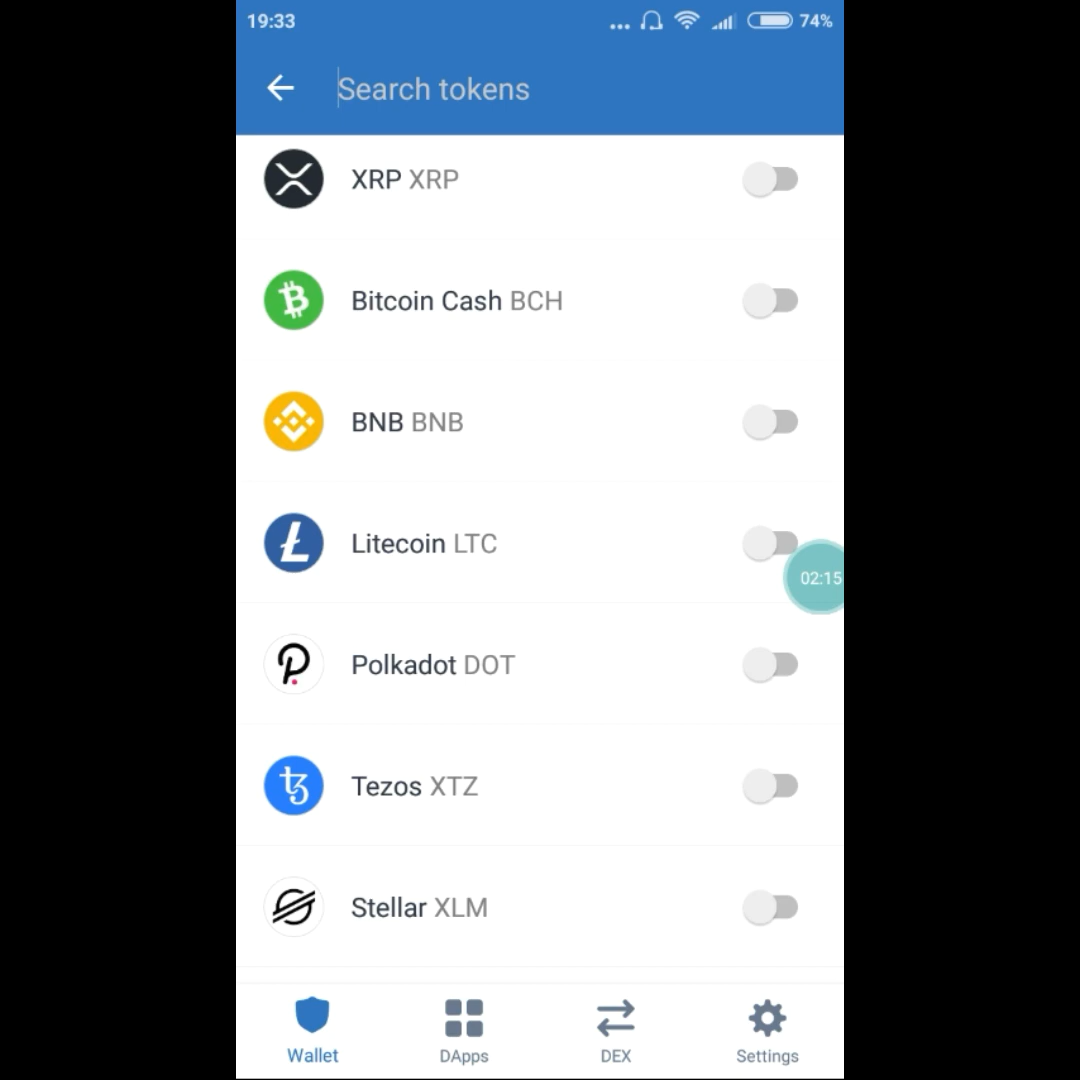 19:33
74%
Search tokens
XRP XRP
Bitcoin Cash BCH
BNB BNB
Litecoin LTC
02:15
Polkadot DOT
Tezos XTZ
Stellar XLM
Wallet DApps DEX Settings